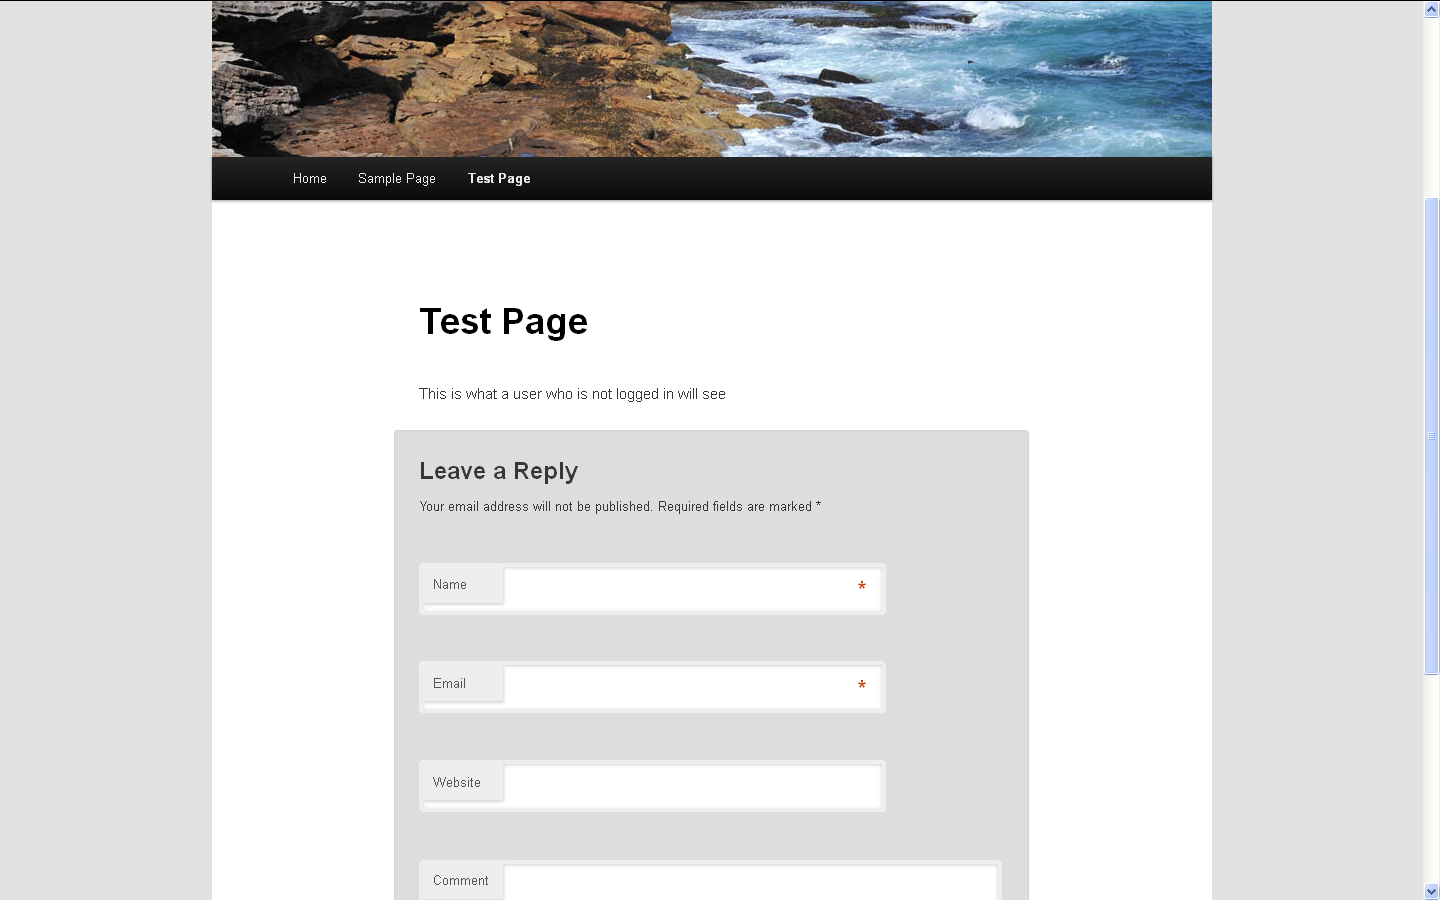 Home Sample Page Test Page
Test Page
This is what a user who is not logged in will see
Leave a Reply
Your email address will not be published. Required fields are marked *
Name *
Email *
Website
Comment